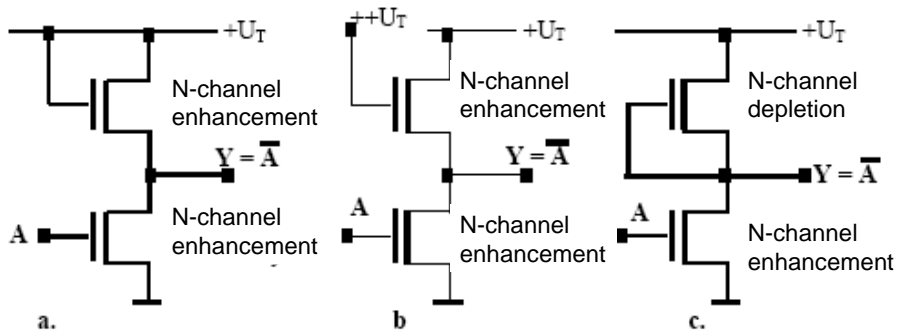 +U_T
N-channel
enhancement
Y = A̅
A
N-channel
enhancement
a.
++U_T
+U_T
N-channel
enhancement
Y = A̅
A
N-channel
enhancement
b
+U_T
N-channel
depletion
Y = A̅
A
N-channel
enhancement
c.